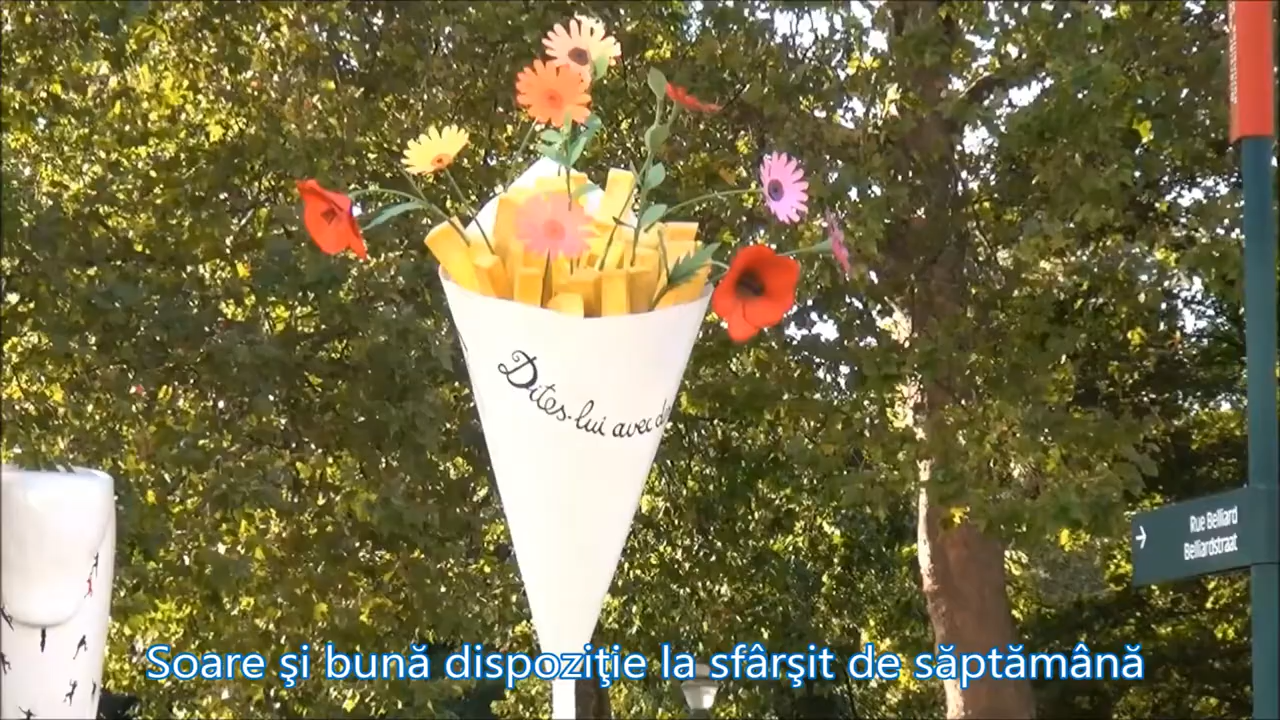 Dites-lui avec
Rue Belliard
Belliardstraat
Soare şi bună dispoziţie la sfârşit de săptămână